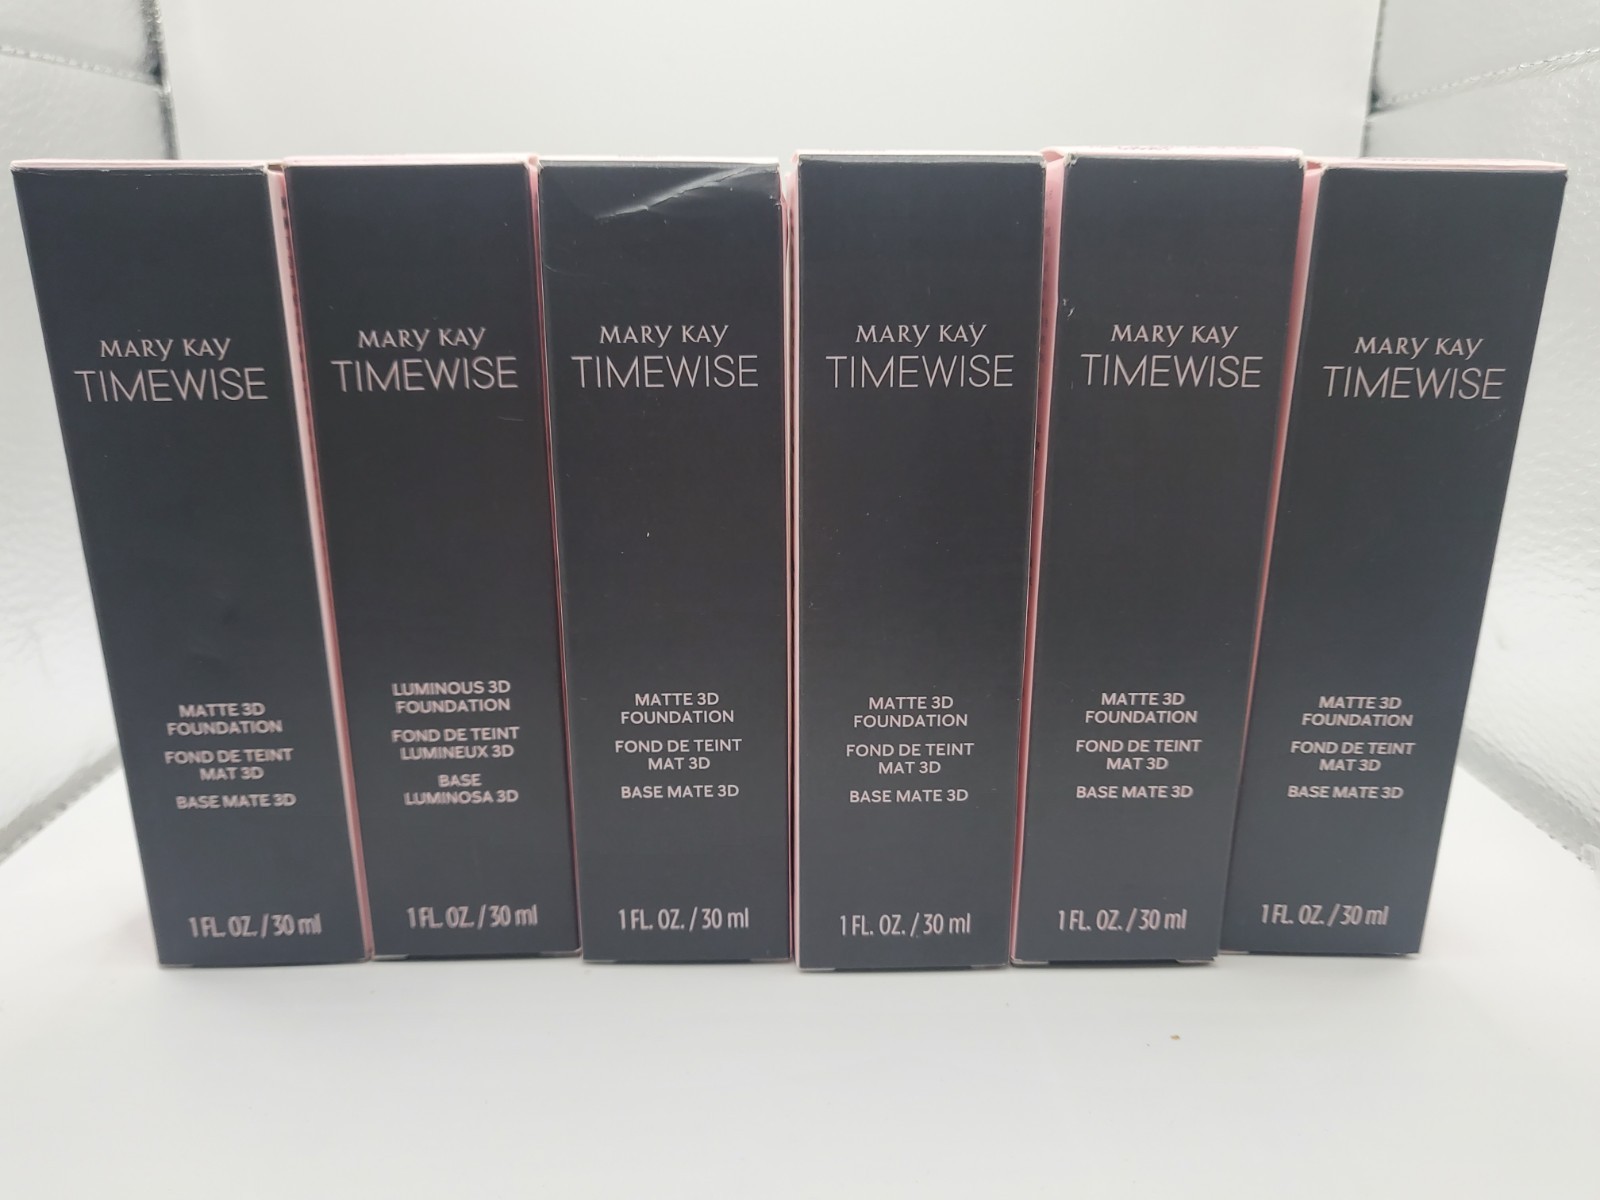 MARY KAY
TIMEWISE
MATTE 3D
FOUNDATION
FOND DE TEINT
MAT 3D
BASE MATE 3D
1 FL. OZ. / 30 ml
MARY KAY
TIMEWISE
LUMINOUS 3D
FOUNDATION
FOND DE TEINT
LUMINEUX 3D
BASE
LUMINOSA 3D
1 FL. OZ. / 30 ml
MARY KAY
TIMEWISE
MATTE 3D
FOUNDATION
FOND DE TEINT
MAT 3D
BASE MATE 3D
1 FL. OZ. / 30 ml
MARY KAY
TIMEWISE
MATTE 3D
FOUNDATION
FOND DE TEINT
MAT 3D
BASE MATE 3D
1 FL. OZ. / 30 ml
MARY KAY
TIMEWISE
MATTE 3D
FOUNDATION
FOND DE TEINT
MAT 3D
BASE MATE 3D
1 FL. OZ. / 30 ml
MARY KAY
TIMEWISE
MATTE 3D
FOUNDATION
FOND DE TEINT
MAT 3D
BASE MATE 3D
1 FL. OZ. / 30 ml